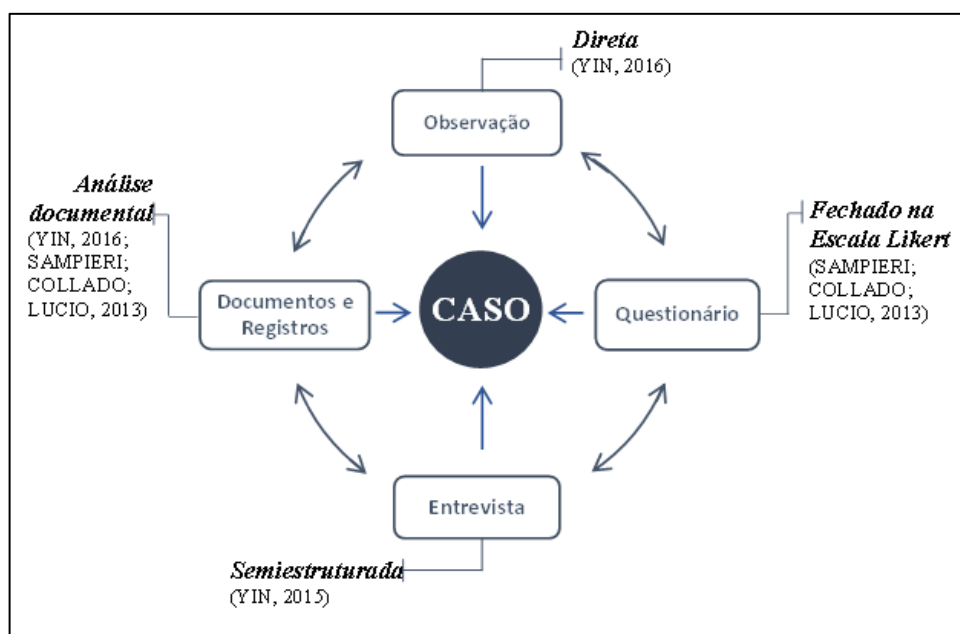 Direta
(YIN, 2016)
Observação
Análise
documental
(YIN, 2016;
SAMPIERI;
COLLADO;
LUCIO, 2013)
Documentos e
Registros
CASO
Questionário
Fechado na
Escala Likert
(SAMPIERI;
COLLADO;
LUCIO, 2013)
Entrevista
Semiestruturada
(YIN, 2015)